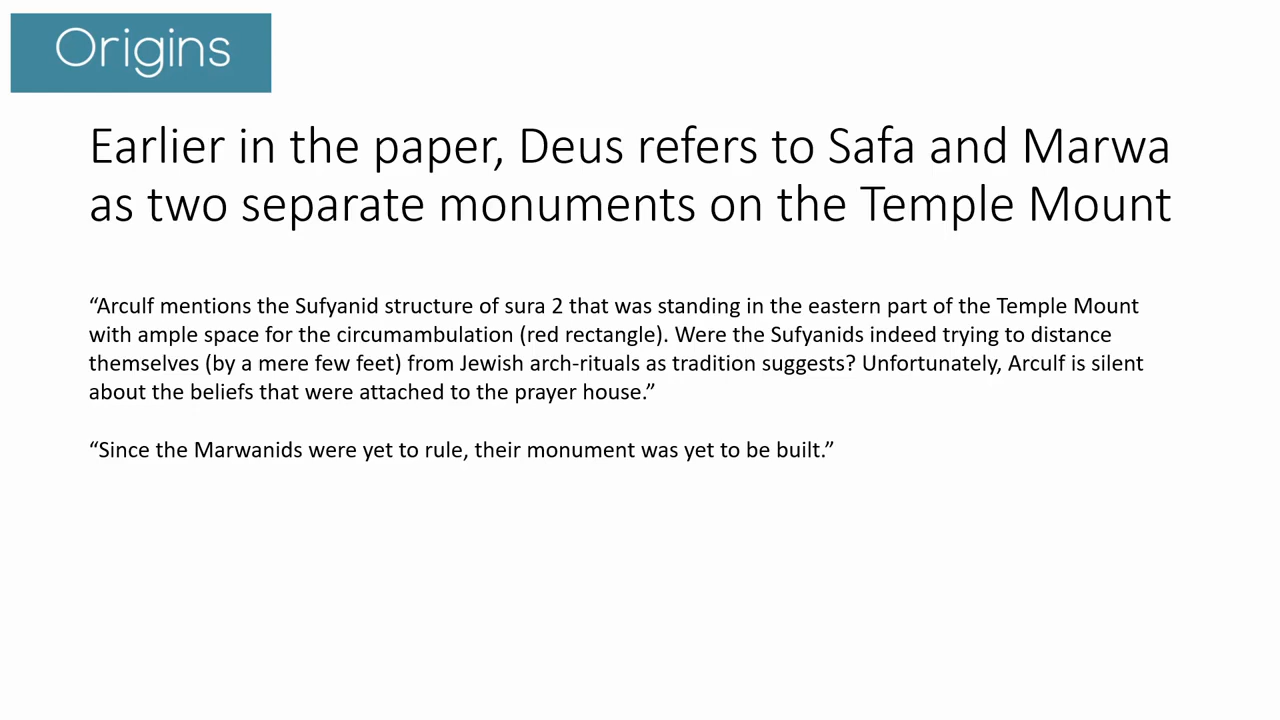 Origins
Earlier in the paper, Deus refers to Safa and Marwa
as two separate monuments on the Temple Mount
“Arculf mentions the Sufyanid structure of sura 2 that was standing in the eastern part of the Temple Mount
with ample space for the circumambulation (red rectangle). Were the Sufyanids indeed trying to distance
themselves (by a mere few feet) from Jewish arch-rituals as tradition suggests? Unfortunately, Arculf is silent
about the beliefs that were attached to the prayer house.”
“Since the Marwanids were yet to rule, their monument was yet to be built.”